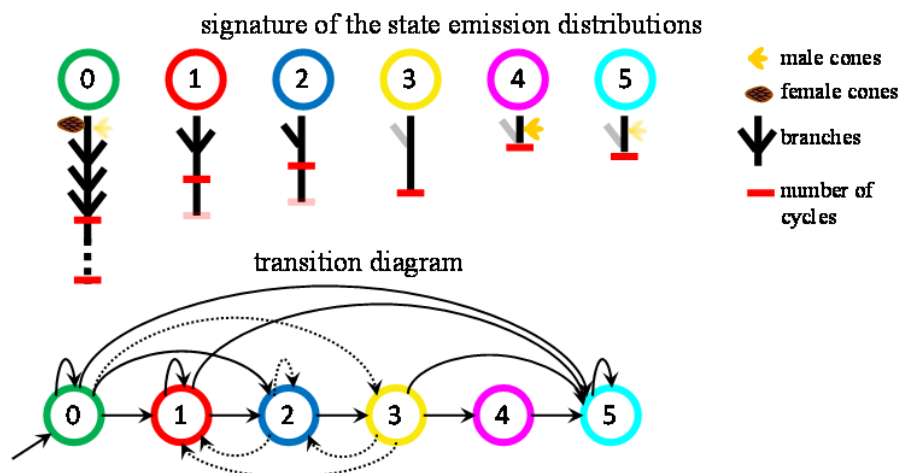 signature of the state emission distributions
0 1 2 3 4 5
male cones
female cones
branches
number of
cycles
transition diagram
0 1 2 3 4 5